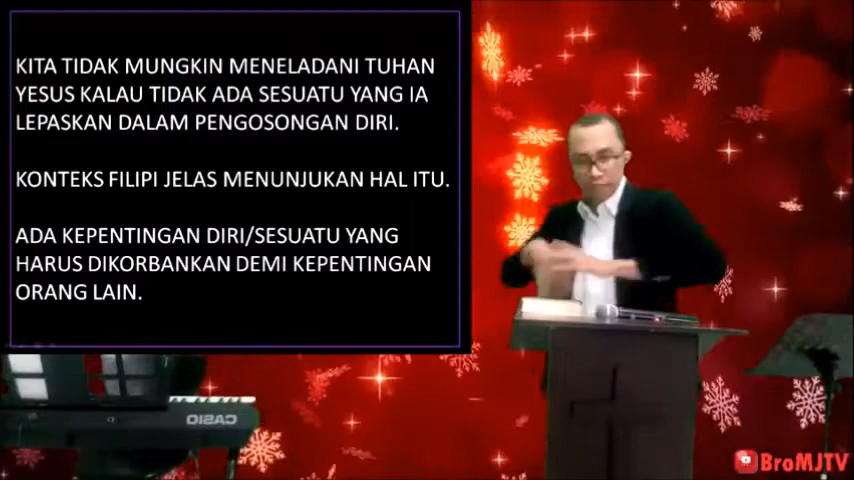 KITA TIDAK MUNGKIN MENELADANI TUHAN
YESUS KALAU TIDAK ADA SESUATU YANG IA
LEPASKAN DALAM PENGOSONGAN DIRI.
KONTEKS FILIPI JELAS MENUNJUKAN HAL ITU.
ADA KEPENTINGAN DIRI/SESUATU YANG
HARUS DIKORBANKAN DEMI KEPENTINGAN
ORANG LAIN.
CASIO
BroMJTV